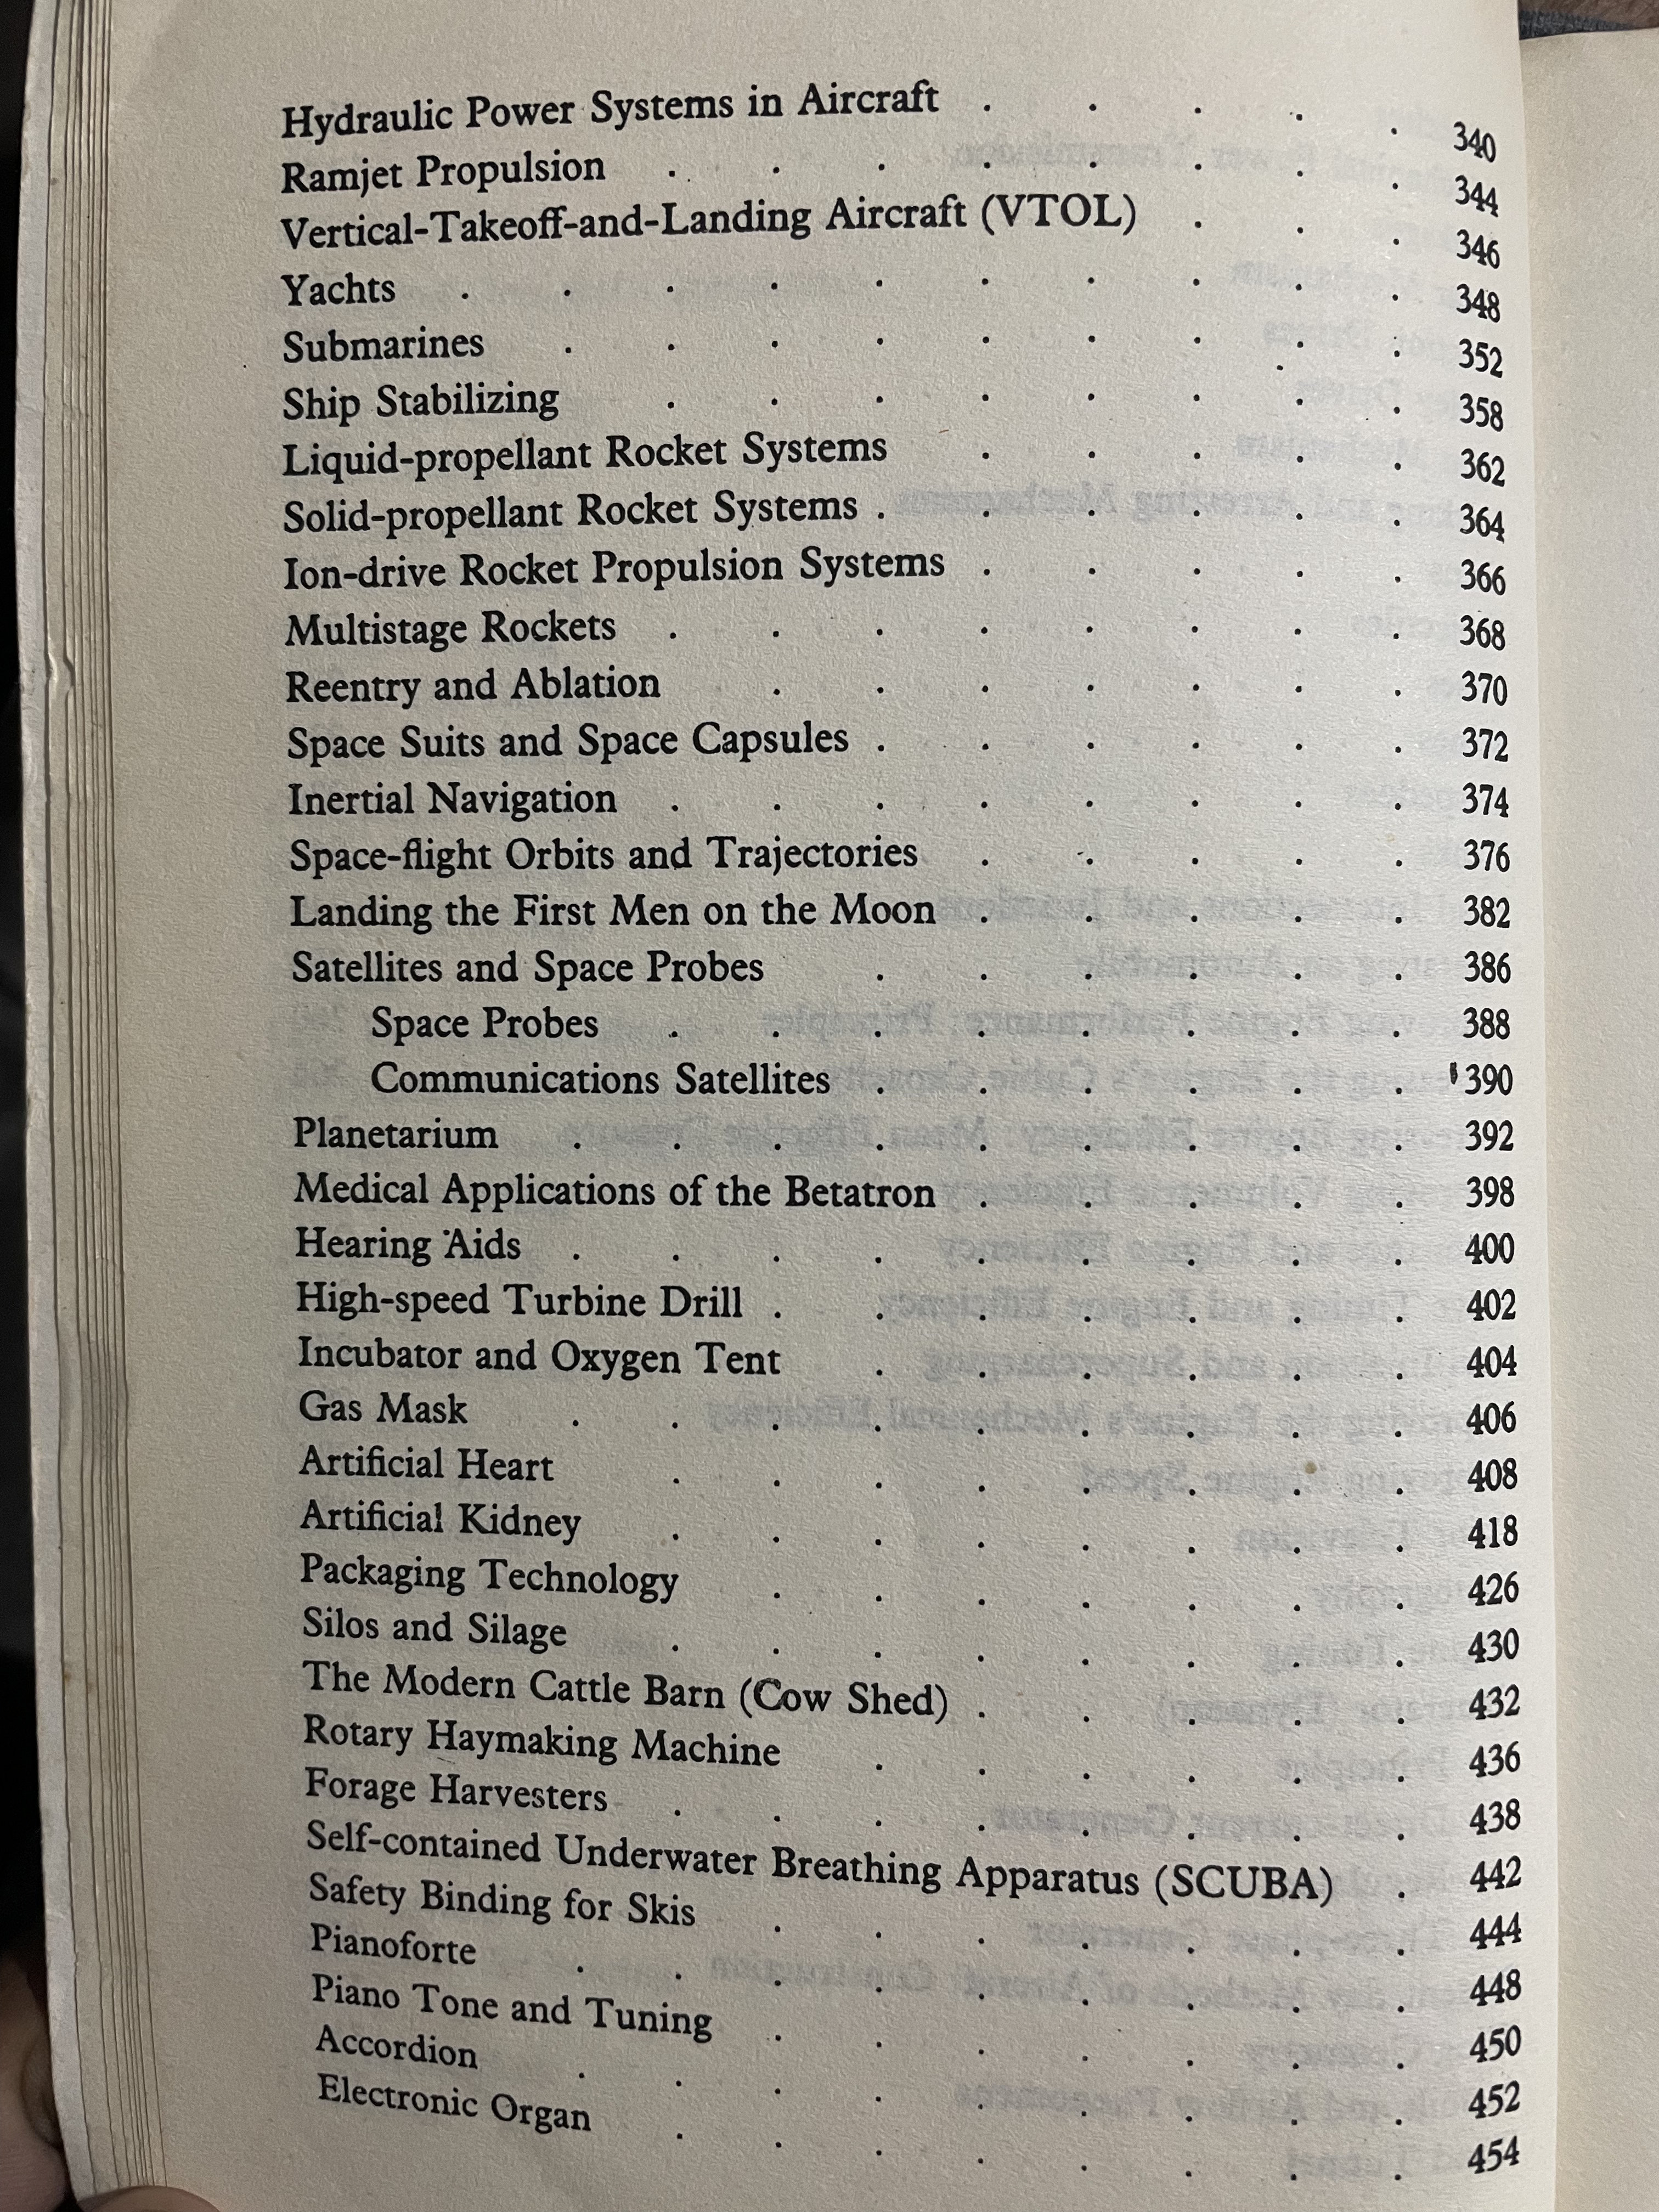 Hydraulic Power Systems in Aircraft . . . . . 340
Ramjet Propulsion . . . . . . . . 344
Vertical-Takeoff-and-Landing Aircraft (VTOL) . . . 346
Yachts . . . . . . . . . . 348
Submarines . . . . . . . . . 352
Ship Stabilizing . . . . . . . . 358
Liquid-propellant Rocket Systems . . . . . 362
Solid-propellant Rocket Systems . . . . . . 364
Ion-drive Rocket Propulsion Systems . . . . . 366
Multistage Rockets . . . . . . . . 368
Reentry and Ablation . . . . . . . 370
Space Suits and Space Capsules . . . . . . 372
Inertial Navigation . . . . . . . . 374
Space-flight Orbits and Trajectories . . . . . 376
Landing the First Men on the Moon . . . . . 382
Satellites and Space Probes . . . . . . 386
Space Probes . . . . . . . . 388
Communications Satellites . . . . . . 390
Planetarium . . . . . . . . . 392
Medical Applications of the Betatron . . . . . 398
Hearing Aids . . . . . . . . . 400
High-speed Turbine Drill . . . . . . . 402
Incubator and Oxygen Tent . . . . . . 404
Gas Mask . . . . . . . . . 406
Artificial Heart . . . . . . . . 408
Artificial Kidney . . . . . . . . 418
Packaging Technology . . . . . . . 426
Silos and Silage . . . . . . . . 430
The Modern Cattle Barn (Cow Shed) . . . . . 432
Rotary Haymaking Machine . . . . . . 436
Forage Harvesters . . . . . . . . 438
Self-contained Underwater Breathing Apparatus (SCUBA) . 442
Safety Binding for Skis . . . . . . . 444
Pianoforte . . . . . . . . . 448
Piano Tone and Tuning . . . . . . . 450
Accordion . . . . . . . . . 452
Electronic Organ . . . . . . . . 454